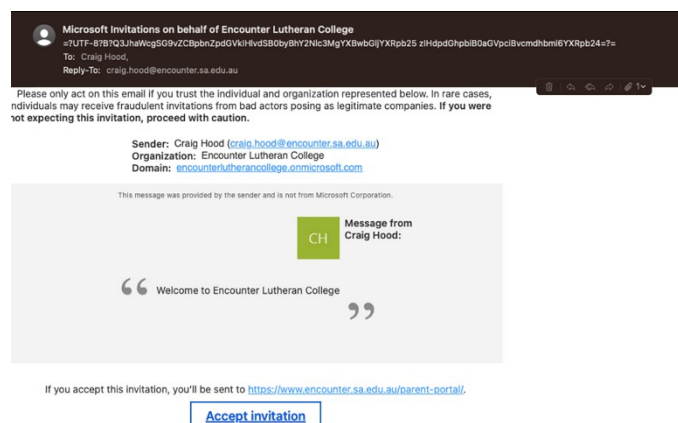 Microsoft Invitations on behalf of Encounter Lutheran College
To: Craig Hood,
Reply-To: craig.hood@encounter.sa.edu.au
Please only act on this email if you trust the individual and organization represented below. In rare cases,
ndividuals may receive fraudulent invitations from bad actors posing as legitimate companies. If you were
not expecting this invitation, proceed with caution.
Sender: Craig Hood (craig.hood@encounter.sa.edu.au)
Organization: Encounter Lutheran College
Domain: encounterlutherancollege.onmicrosoft.com
This message was provided by the sender and is not from Microsoft Corporation.
CH
Message from
Craig Hood:
“ Welcome to Encounter Lutheran College
”
If you accept this invitation, you'll be sent to https://www.encounter.sa.edu.au/parent-portal/.
Accept invitation